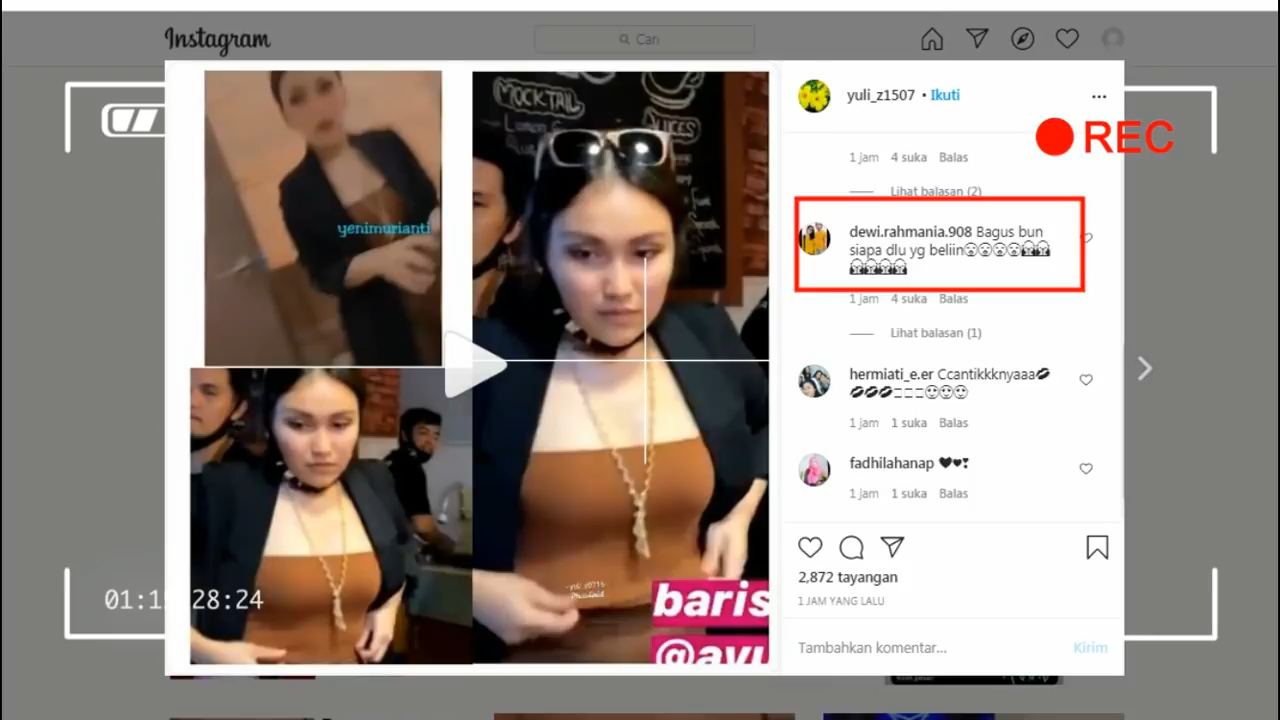 Instagram
Cari
MOCKTAIL
JUICES
yenimurianti
baris
@ayu
01:1
28:24
REC
yuli_z1507 • Ikuti
1 jam 4 suka Balas
Lihat balasan (2)
dewi.rahmania.908 Bagus bun
siapa dlu yg beliin
1 jam 4 suka Balas
Lihat balasan (1)
hermiati_e.er Ccantikkknyaaa
1 jam 1 suka Balas
fadhilahanap
1 jam 1 suka Balas
2,872 tayangan
1 JAM YANG LALU
Tambahkan komentar...
Kirim